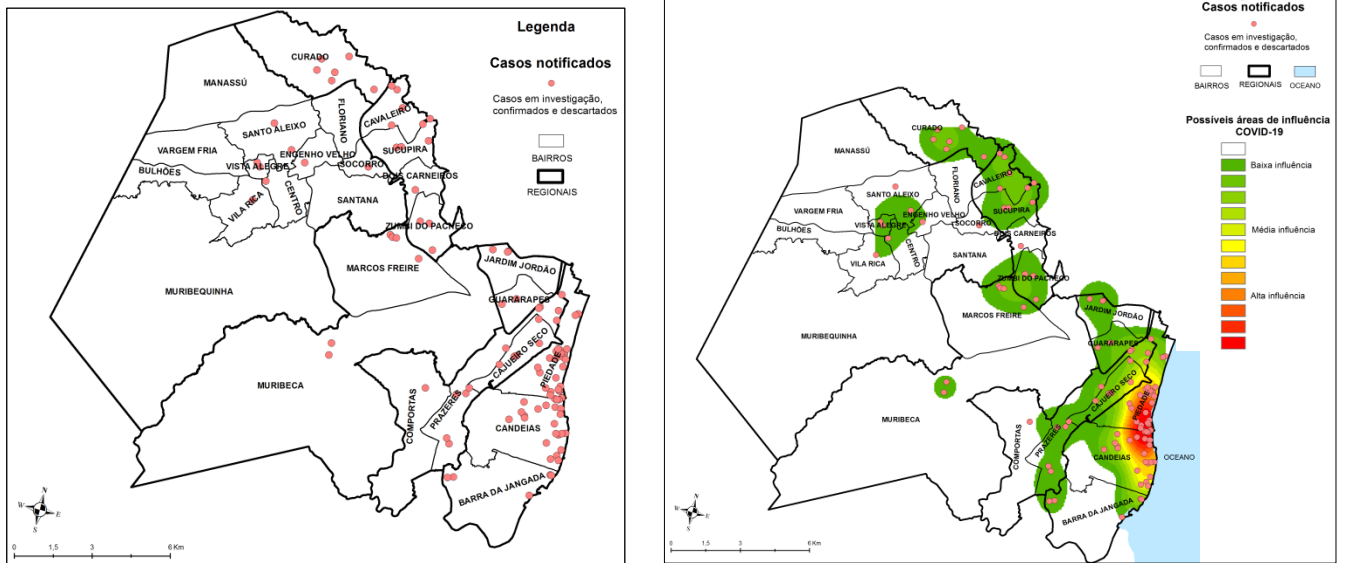 Legenda
Casos notificados
Casos em investigação,
confirmados e descartados
BAIRROS
REGIONAIS
CURADO
MANASSÚ
FLORIANO
CAVALEIRO
SANTO ALEIXO
VARGEM FRIA
ENGENHO VELHO
SUCUPIRA
VISTA ALEGRE
SOCORRO
BULHÕES
DOIS CARNEIROS
VILA RICA
CENTRO
SANTANA
ZUMBI DO PACHECO
MARCOS FREIRE
JARDIM JORDÃO
MURIBEQUINHA
GUARARAPES
CAJUEIRO SECO
PIEDADE
MURIBECA
COMPORTAS
PRAZERES
CANDEIAS
BARRA DA JANGADA
N
W
E
S
0 1,5 3 6 Km
Casos notificados
Casos em investigação,
confirmados e descartados
BAIRROS REGIONAIS OCEANO
Possíveis áreas de influência
COVID-19
Baixa influência
Média influência
Alta influência
CURADO
MANASSÚ
FLORIANO
CAVALEIRO
SANTO ALEIXO
VARGEM FRIA
ENGENHO VELHO
SUCUPIRA
VISTA ALEGRE
SOCORRO
BULHÕES
DOIS CARNEIROS
VILA RICA
CENTRO
SANTANA
ZUMBI DO PACHECO
MARCOS FREIRE
JARDIM JORDÃO
MURIBEQUINHA
GUARARAPES
CAJUEIRO SECO
PIEDADE
MURIBECA
COMPORTAS
PRAZERES
CANDEIAS
OCEANO
BARRA DA JANGADA
N
W
E
S
0 1,5 3 6 Km